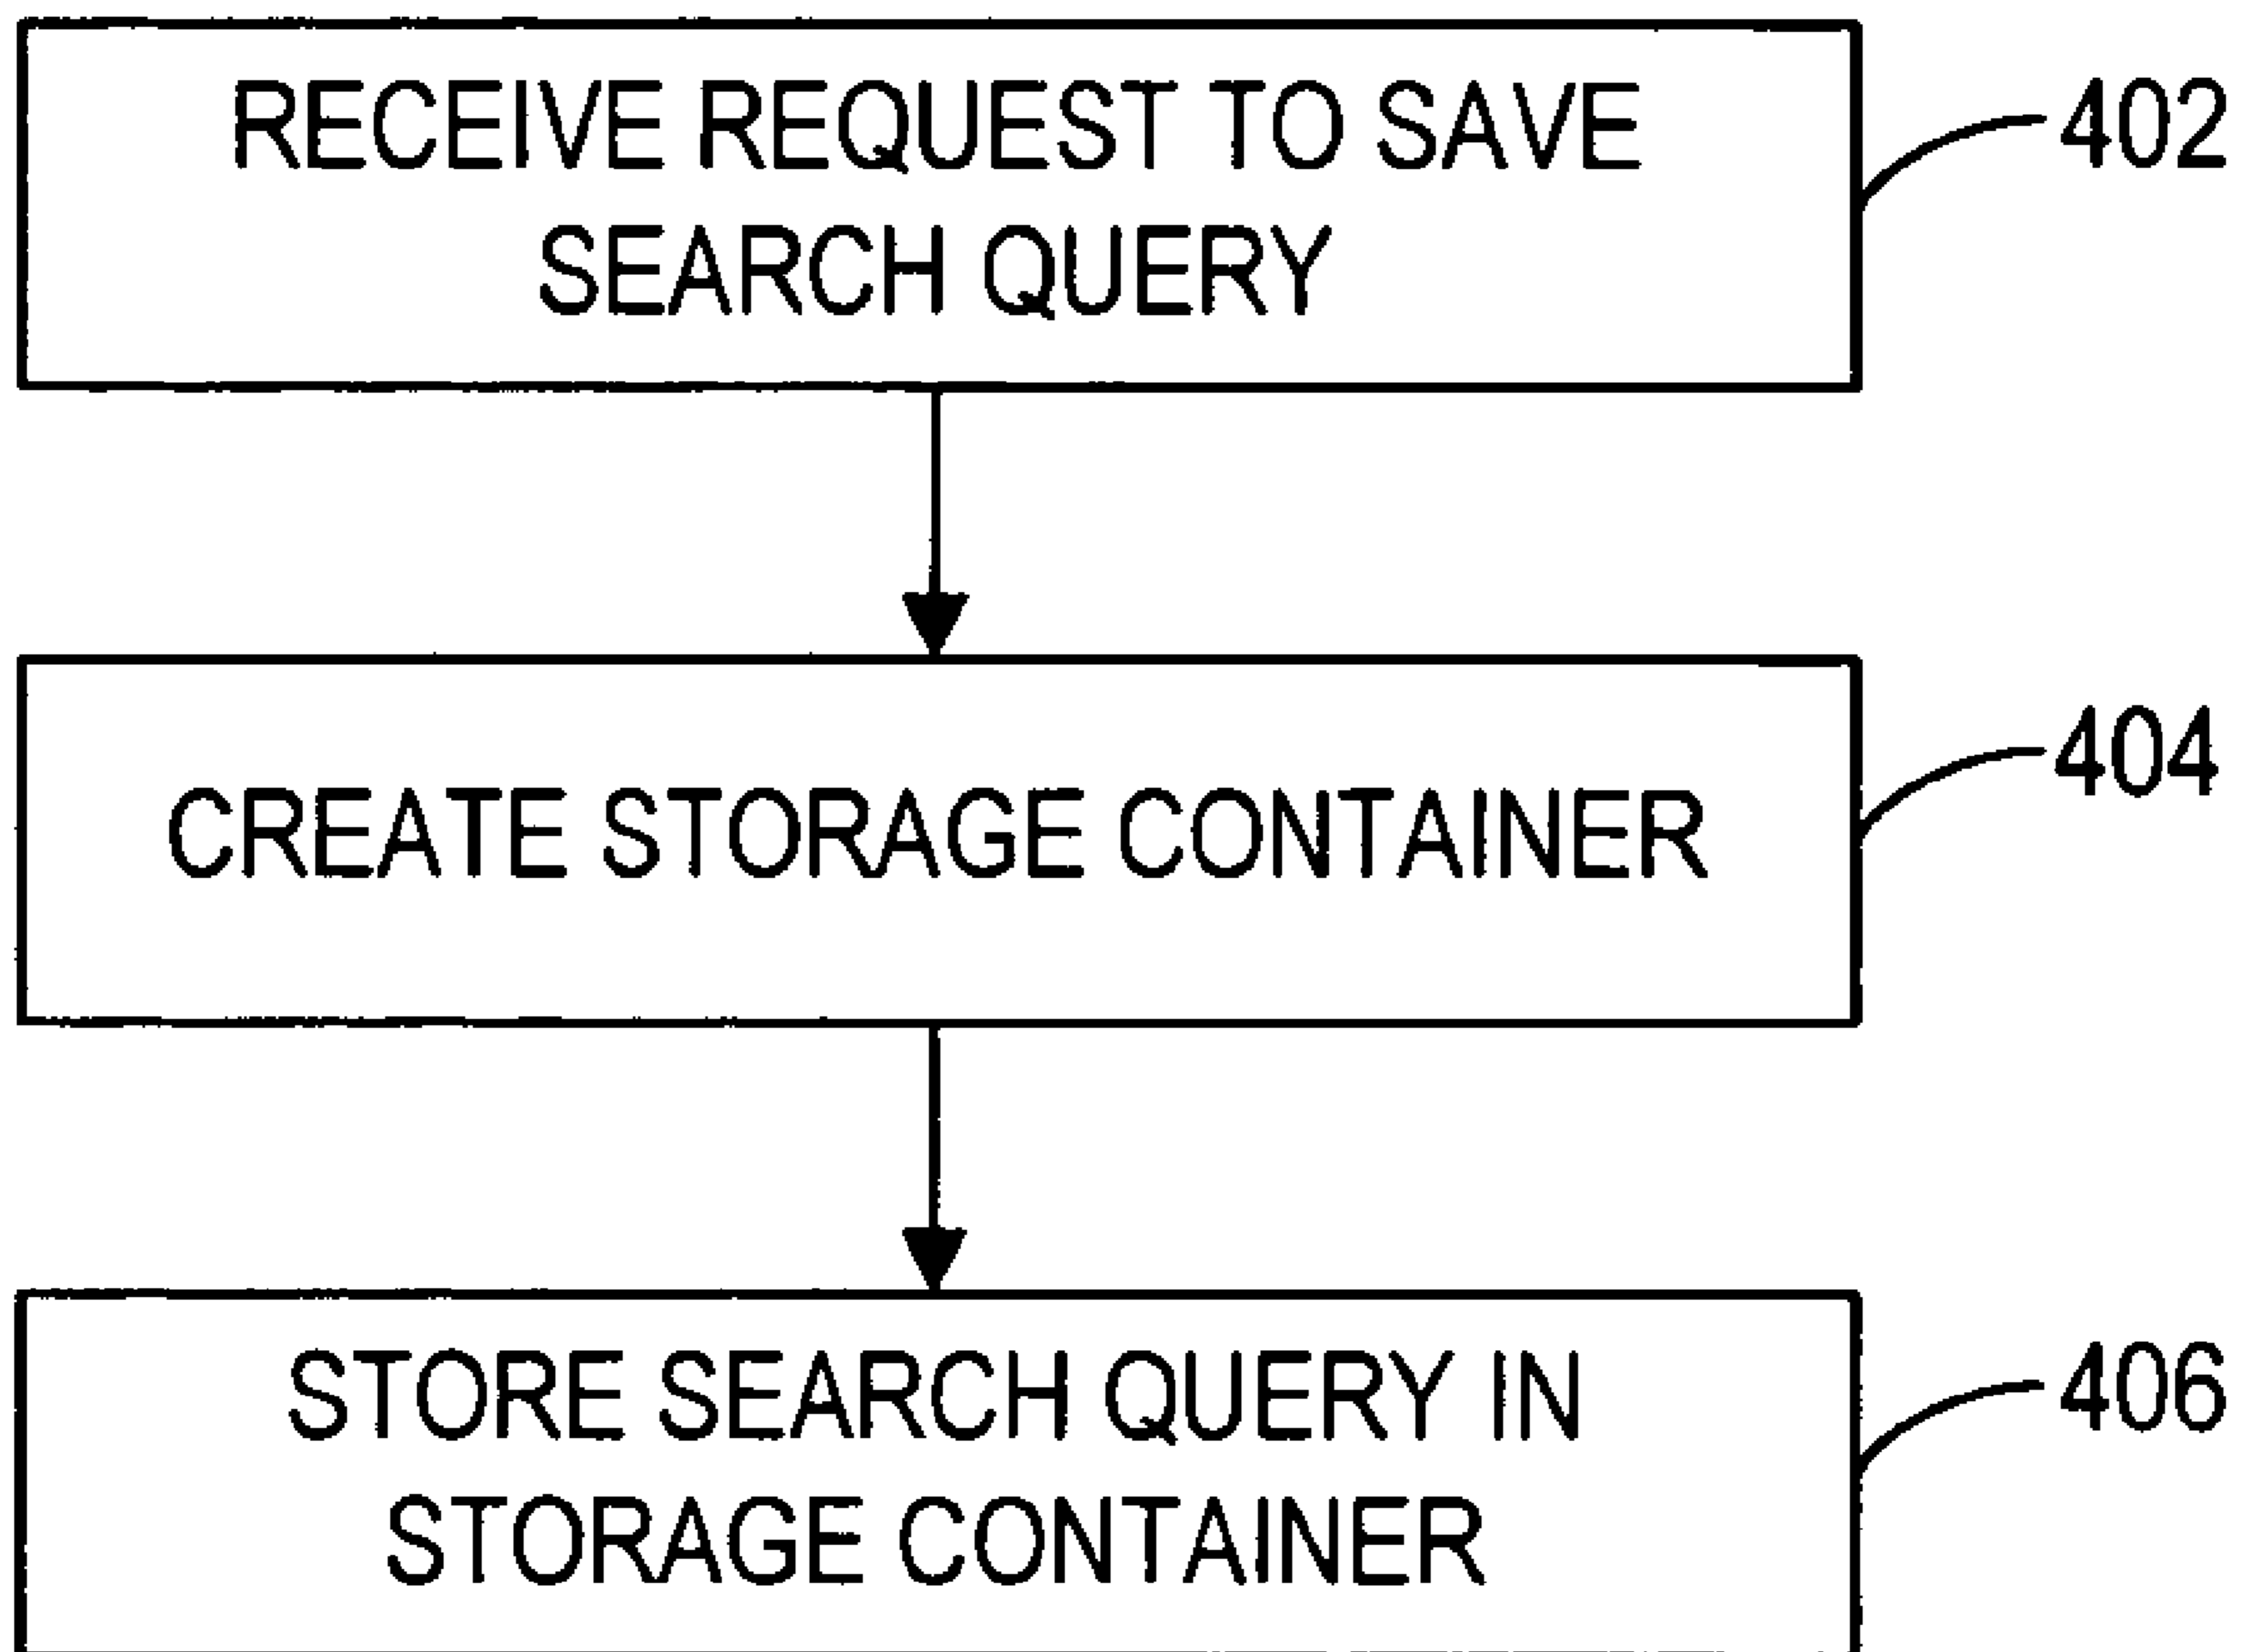 RECEIVE REQUEST TO SAVE
SEARCH QUERY
402
CREATE STORAGE CONTAINER
404
STORE SEARCH QUERY IN
STORAGE CONTAINER
406